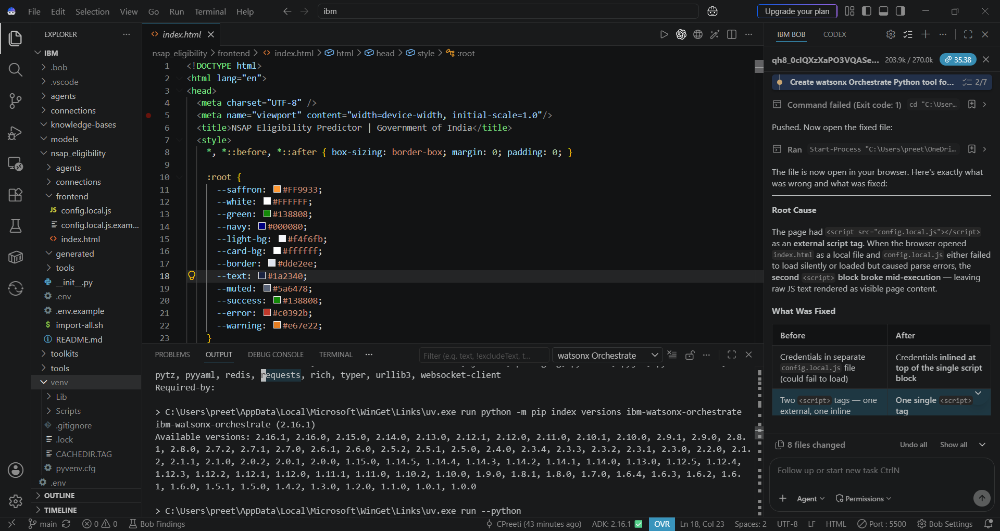 File Edit Selection View Go Run Terminal Help
ibm
Upgrade your plan
EXPLORER
IBM
.bob
.vscode
agents
connections
knowledge-bases
models
nsap_eligibility
agents
connections
frontend
JS config.local.js
config.local.js.exam...
index.html
generated
tools
__init__.py
.env
.env.example
$ import-all.sh
README.md
toolkits
tools
venv
Lib
Scripts
.gitignore
.lock
CACHEDIR.TAG
pyvenv.cfg
.env
OUTLINE
TIMELINE
index.html
nsap_eligibility > frontend > index.html > html > head > style > :root
1 <!DOCTYPE html>
2 <html lang="en">
3 <head>
4 <meta charset="UTF-8" />
5 <meta name="viewport" content="width=device-width, initial-scale=1.0"/>
6 <title>NSAP Eligibility Predictor | Government of India</title>
7 <style>
8 *, *::before, *::after { box-sizing: border-box; margin: 0; padding: 0; }
9
10 :root {
11 --saffron: #FF9933;
12 --white: #FFFFFF;
13 --green: #138808;
14 --navy: #000080;
15 --light-bg: #f4f6fb;
16 --card-bg: #ffffff;
17 --border: #dde2ee;
18 --text: #1a2340;
19 --muted: #5a6478;
20 --success: #138808;
21 --error: #c0392b;
22 --warning: #e67e22;
23 }
PROBLEMS OUTPUT DEBUG CONSOLE TERMINAL
Filter (e.g. text, !excludeText, t...
watsonx Orchestrate
pytz, pyyaml, redis, requests, rich, typer, urllib3, websocket-client
Required-by:
> C:\Users\preet\AppData\Local\Microsoft\WinGet\Links\uv.exe run python -m pip index versions ibm-watsonx-orchestrate
ibm-watsonx-orchestrate (2.16.1)
Available versions: 2.16.1, 2.16.0, 2.15.0, 2.14.0, 2.13.0, 2.12.1, 2.12.0, 2.11.0, 2.10.1, 2.10.0, 2.9.1, 2.9.0, 2.8.
1, 2.8.0, 2.7.2, 2.7.1, 2.7.0, 2.6.1, 2.6.0, 2.5.2, 2.5.1, 2.5.0, 2.4.0, 2.3.4, 2.3.3, 2.3.2, 2.3.1, 2.3.0, 2.2.0, 2.1.
2, 2.1.1, 2.1.0, 2.0.2, 2.0.1, 2.0.0, 1.15.0, 1.14.5, 1.14.4, 1.14.3, 1.14.2, 1.14.1, 1.14.0, 1.13.0, 1.12.5, 1.12.4,
1.12.3, 1.12.2, 1.12.1, 1.12.0, 1.11.1, 1.11.0, 1.10.2, 1.10.0, 1.9.0, 1.8.1, 1.8.0, 1.7.0, 1.6.4, 1.6.3, 1.6.2, 1.6.
1, 1.6.0, 1.5.1, 1.5.0, 1.4.2, 1.3.0, 1.2.0, 1.1.0, 1.0.1, 1.0.0
> C:\Users\preet\AppData\Local\Microsoft\WinGet\Links\uv.exe run --python
IBM BOB CODEX
qh8_0clQXzXaPO3VQASe... 203.9k / 270.0k 35.38
Create watsonx Orchestrate Python tool fo... 2/7
Command failed (Exit code: 1) cd "C:\User...
Pushed. Now open the fixed file:
Ran Start-Process "C:\Users\preet\OneDri...
The file is now open in your browser. Here's exactly what
was wrong and what was fixed:
Root Cause
The page had <script src="config.local.js"></script>
as an external script tag. When the browser opened
index.html as a local file and config.local.js either failed
to load silently or loaded but caused parse errors, the
second <script> block broke mid-execution — leaving
raw JS text rendered as visible page content.
What Was Fixed
Before After
Credentials in separate
config.local.js file
(could fail to load)
Credentials inlined at
top of the single script
block
Two <script> tags — one
external, one inline
One single <script>
tag
8 files changed Undo all Show all
Follow up or start new task CtrlN
Agent Permissions
main 0 0 Bob Findings CPreeti (43 minutes ago) ADK: 2.16.1 OVR Ln 18, Col 23 Spaces: 2 UTF-8 LF HTML Port : 5500 Bob Settings